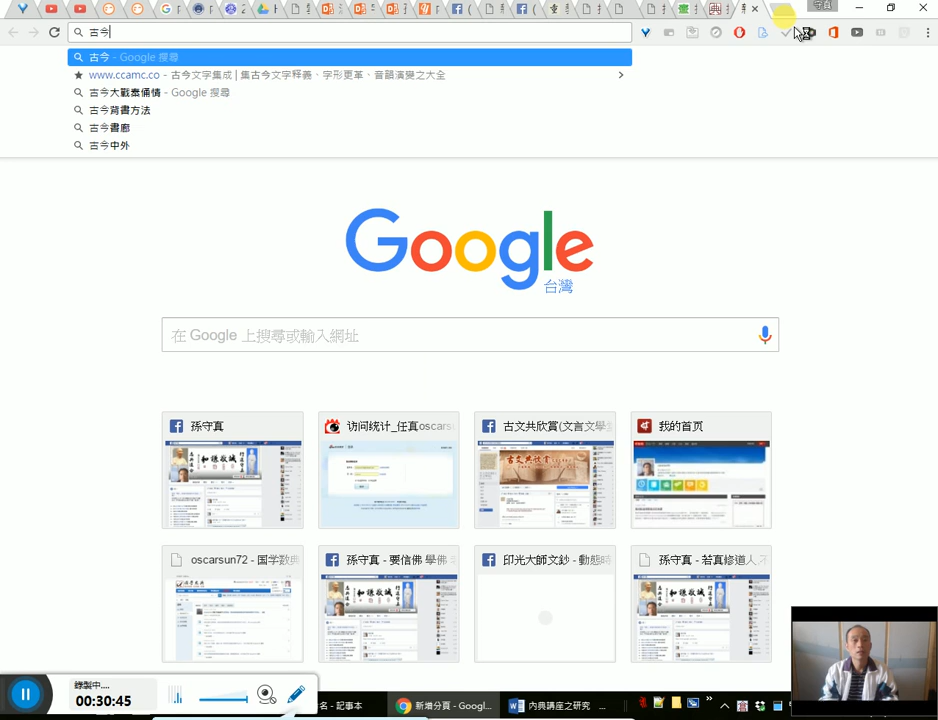 守真
古今
古今 - Google 搜尋
www.ccamc.co - 古今文字集成 | 集古今文字释義、字形更革、音韻演變之大全
古今大戰秦俑情 - Google 搜尋
古今背書方法
古今書廊
古今中外
Google
台灣
在 Google 上搜尋或輸入網址
孫守真
访问统计_任真oscars
古文共欣賞(文言文學
我的首页
oscarsun72 - 国学数典
孫守真 - 要信佛 學佛
印光大師文鈔 - 動態時
孫守真 - 若真修道人,不
錄製中....
00:30:45
名 - 記事本
新增分頁 - Googl...
內典講座之研究 ...